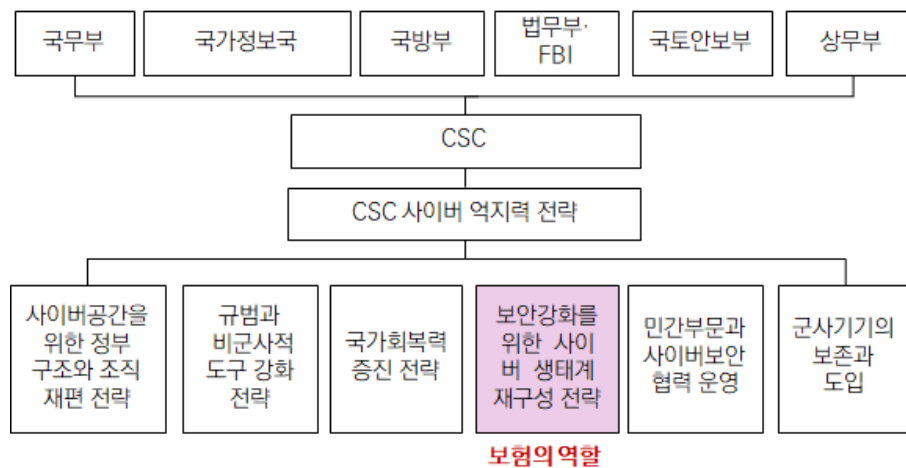 국무부
국가정보국
국방부
법무부·
FBI
국토안보부
상무부
CSC
CSC 사이버 억지력 전략
사이버공간을
위한 정부
구조와 조직
재편 전략
규범과
비군사적
도구 강화
전략
국가회복력
증진 전략
보안강화를
위한 사이
버 생태계
재구성 전략
민간부문과
사이버보안
협력 운영
군사기기의
보존과
도입
보험의 역할